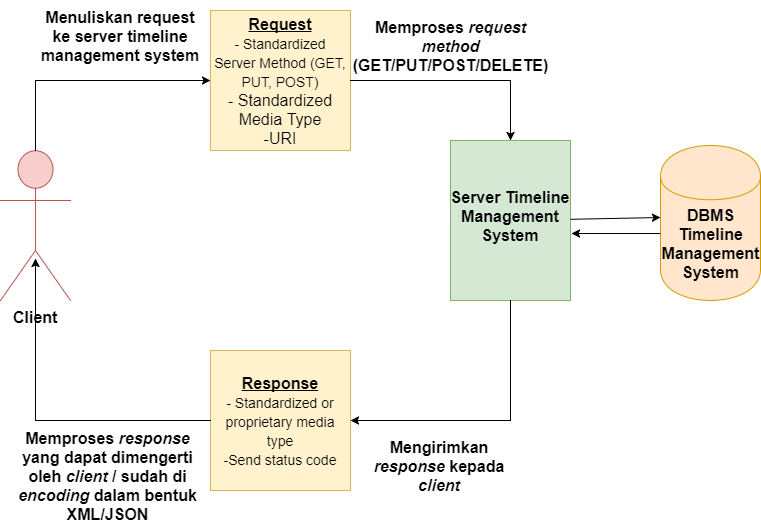 Menuliskan request
ke server timeline
management system
Request
- Standardized
Server Method (GET,
PUT, POST)
- Standardized
Media Type
-URI
Memproses request
method
(GET/PUT/POST/DELETE)
Server Timeline
Management
System
DBMS
Timeline
Management
System
Client
Response
- Standardized or
proprietary media
type
-Send status code
Mengirimkan
response kepada
client
Memproses response
yang dapat dimengerti
oleh client / sudah di
encoding dalam bentuk
XML/JSON